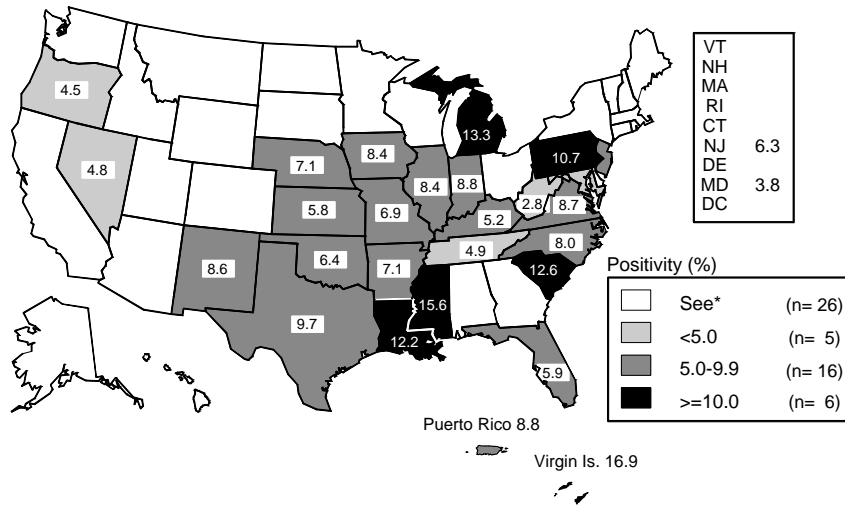 VT
NH
MA
RI
CT
NJ 6.3
DE
MD 3.8
DC
4.5
4.8
13.3
10.7
7.1
8.4
8.4
8.8
2.8
8.7
5.8
6.9
5.2
8.6
6.4
7.1
4.9
8.0
12.6
15.6
9.7
12.2
5.9
Positivity (%)
See* (n= 26)
<5.0 (n= 5)
5.0-9.9 (n= 16)
>=10.0 (n= 6)
Puerto Rico 8.8
Virgin Is. 16.9